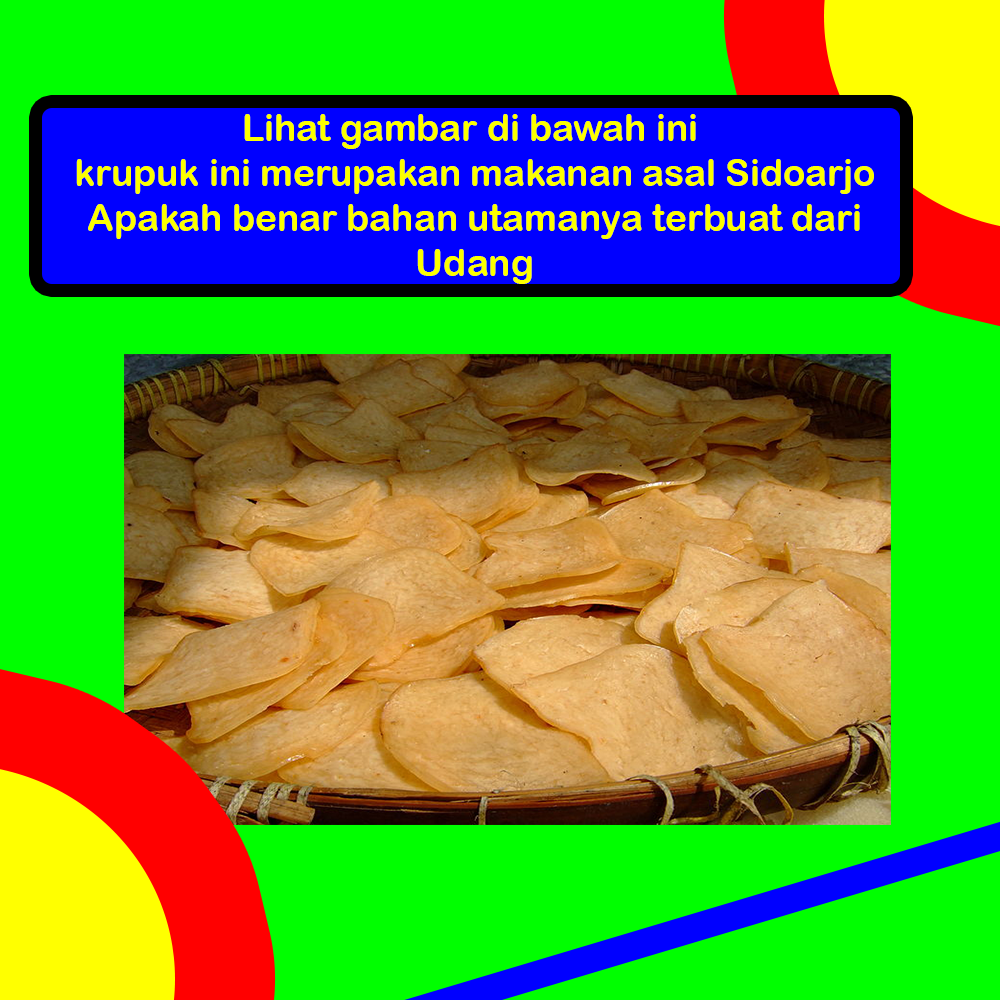 Lihat gambar di bawah ini
krupuk ini merupakan makanan asal Sidoarjo
Apakah benar bahan utamanya terbuat dari
Udang